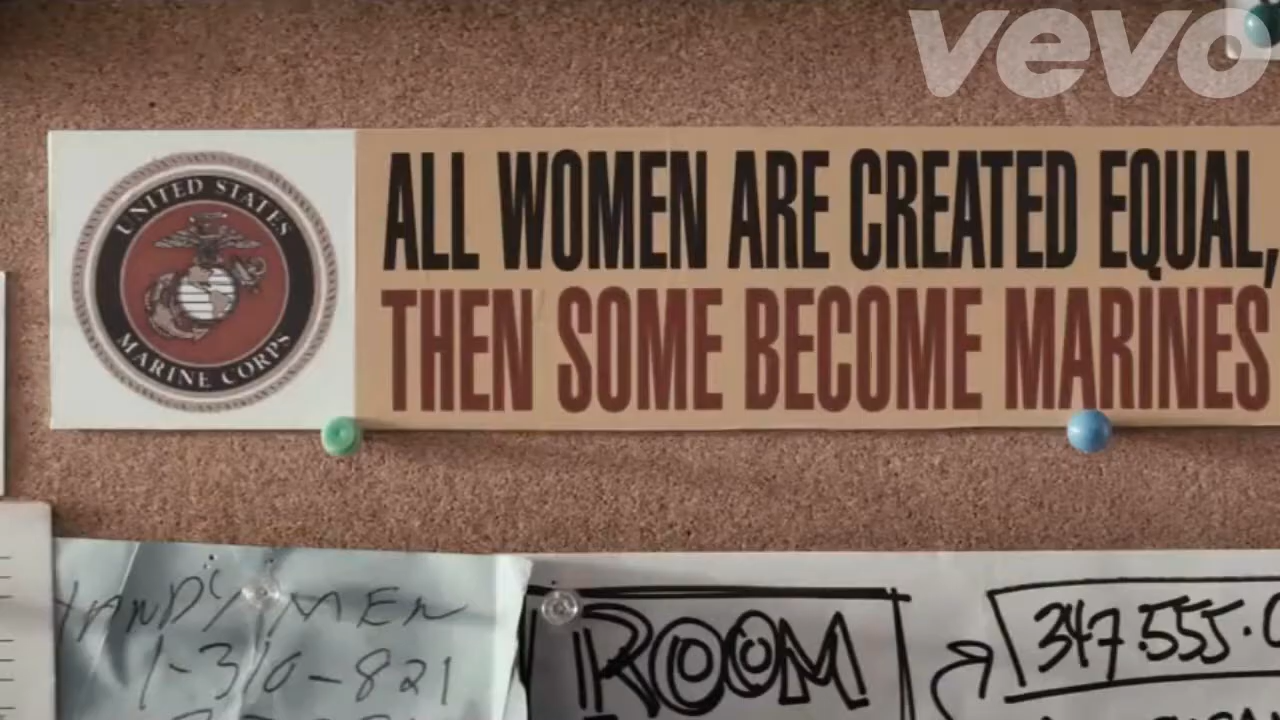 vevo
UNITED STATES
MARINE CORPS
ALL WOMEN ARE CREATED EQUAL,
THEN SOME BECOME MARINES
HANDYMEN
1-310-821
ROOM
347.555.